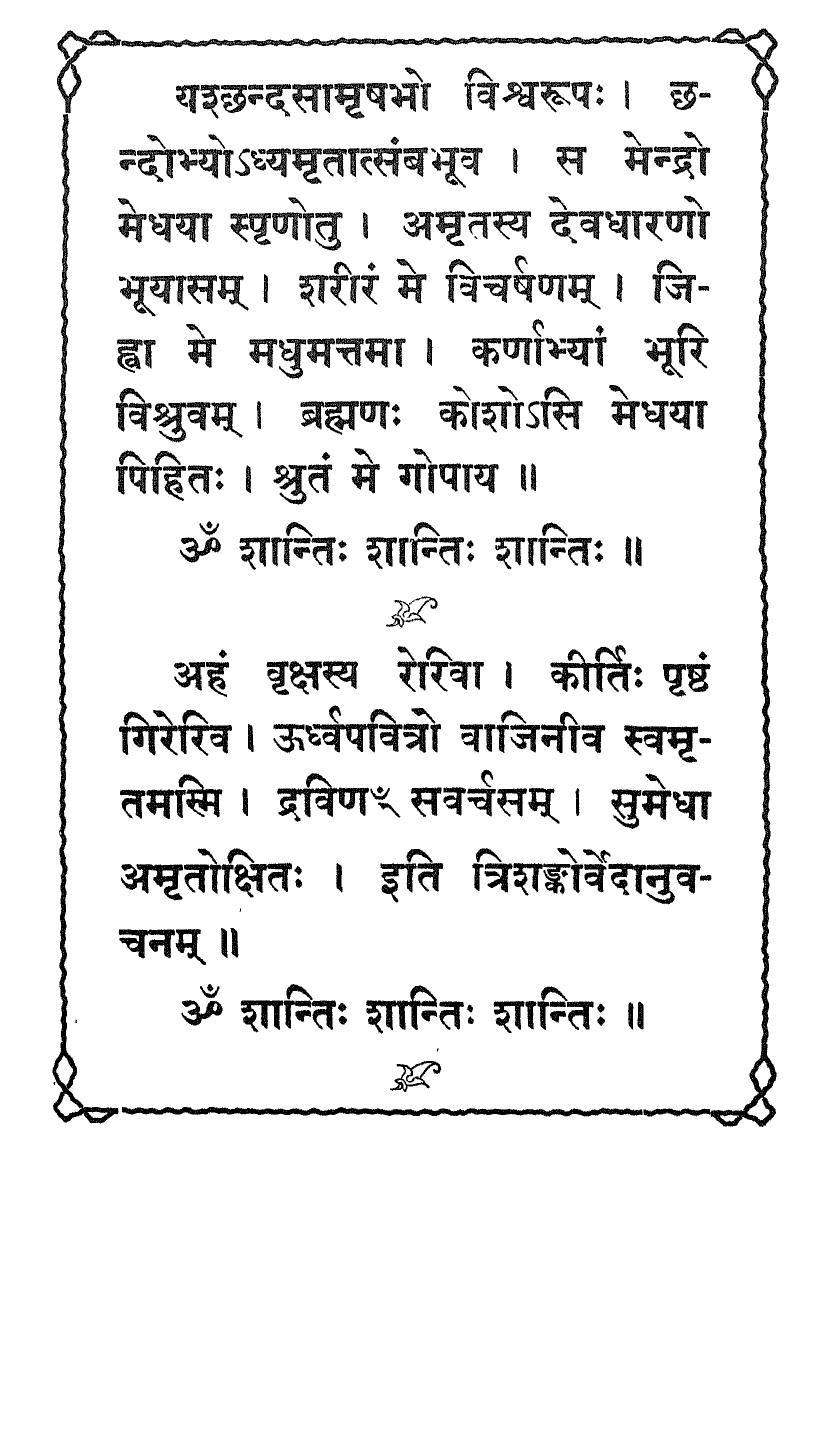 यश्छन्दसामृषभो विश्वरूपः । छ-
न्दोभ्योऽध्यमृतात्संबभूव । स मेन्द्रो
मेधया स्पृणोतु । अमृतस्य देवधारणो
भूयासम् । शरीरं मे विचर्षणम् । जि-
ह्वा मे मधुमत्तमा । कर्णाभ्यां भूरि
विश्रुवम् । ब्रह्मणः कोशोऽसि मेधया
पिहितः । श्रुतं मे गोपाय ॥
ॐ शान्तिः शान्तिः शान्तिः ॥
अहं वृक्षस्य रेरिवा । कीर्तिः पृष्ठं
गिरेरिव । ऊर्ध्वपवित्रो वाजिनीव स्वमृ-
तमस्मि । द्रविणꣳ सवर्चसम् । सुमेधा
अमृतोक्षितः । इति त्रिशङ्कोर्वेदानुव-
चनम् ॥
ॐ शान्तिः शान्तिः शान्तिः ॥